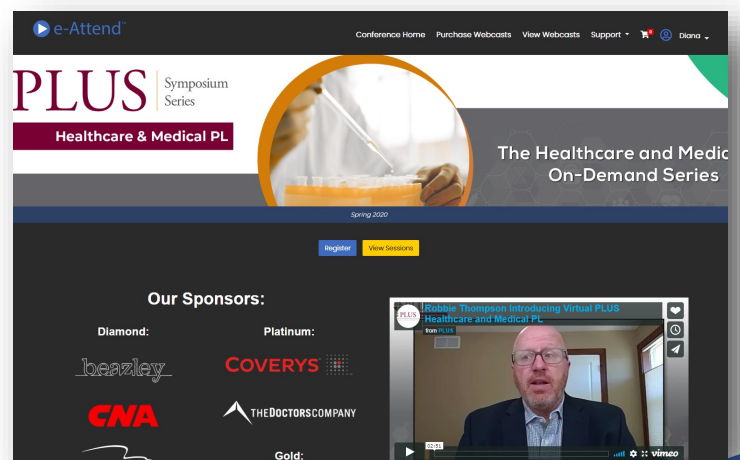 e-Attend™
Conference Home Purchase Webcasts View Webcasts Support Diana
PLUS
Symposium
Series
Healthcare & Medical PL
The Healthcare and Medic
On-Demand Series
Spring 2020
Register View Sessions
Our Sponsors:
Diamond: Platinum:
beazley COVERYS
CNA THEDOCTORSCOMPANY
Gold:
PLUS
Robbie Thompson Introducing Virtual PLUS
Healthcare and Medical PL
from PLUS
02:51
vimeo